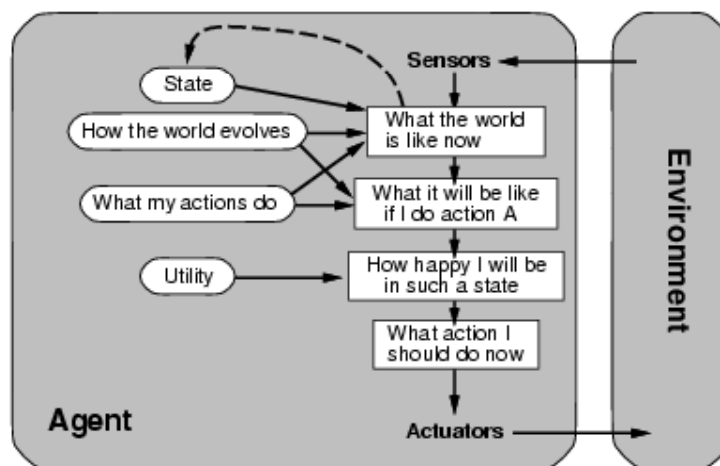 Sensors
State
What the world
is like now
How the world evolves
What my actions do
What it will be like
if I do action A
Utility
How happy I will be
in such a state
What action I
should do now
Agent
Actuators
Environment